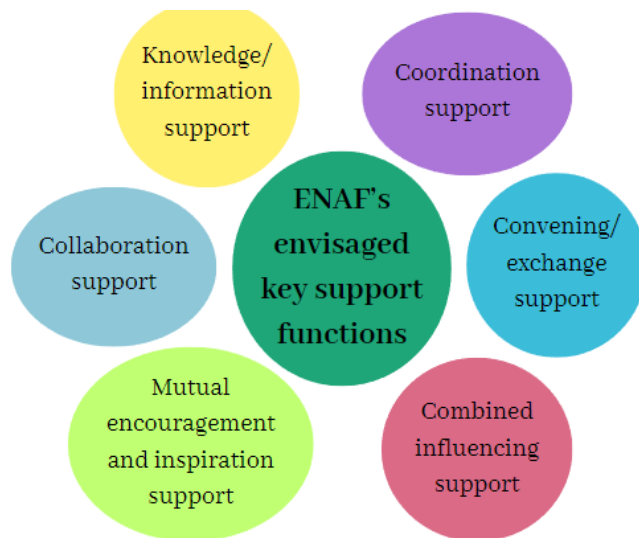 Knowledge/
information
support
Coordination
support
ENAF's
envisaged
key support
functions
Collaboration
support
Convening/
exchange
support
Mutual
encouragement
and inspiration
support
Combined
influencing
support